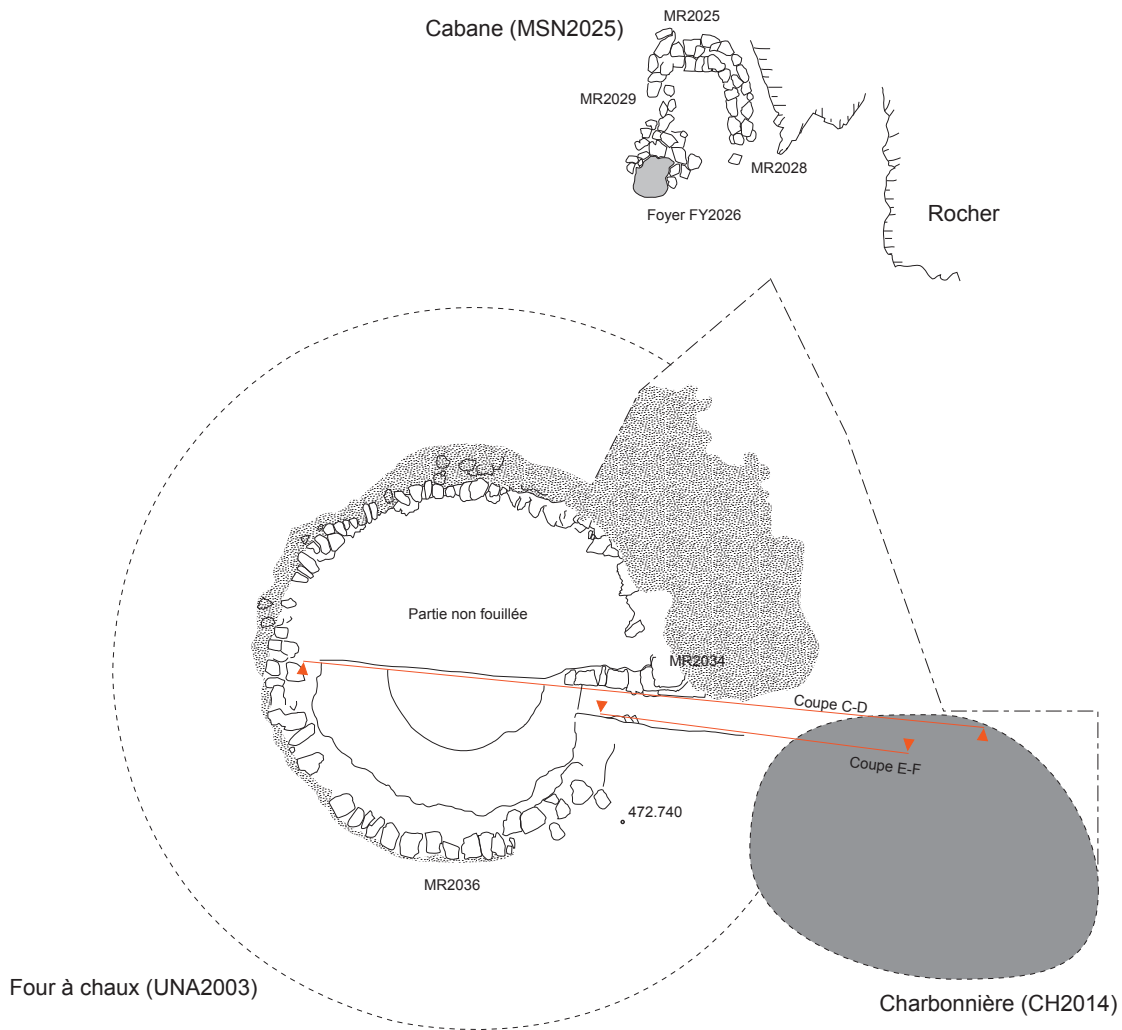 MR2025
Cabane (MSN2025)
MR2029
MR2028
Foyer FY2026
Rocher
Partie non fouillée
MR2034
Coupe C-D
Coupe E-F
472.740
MR2036
Four à chaux (UNA2003)
Charbonnière (CH2014)